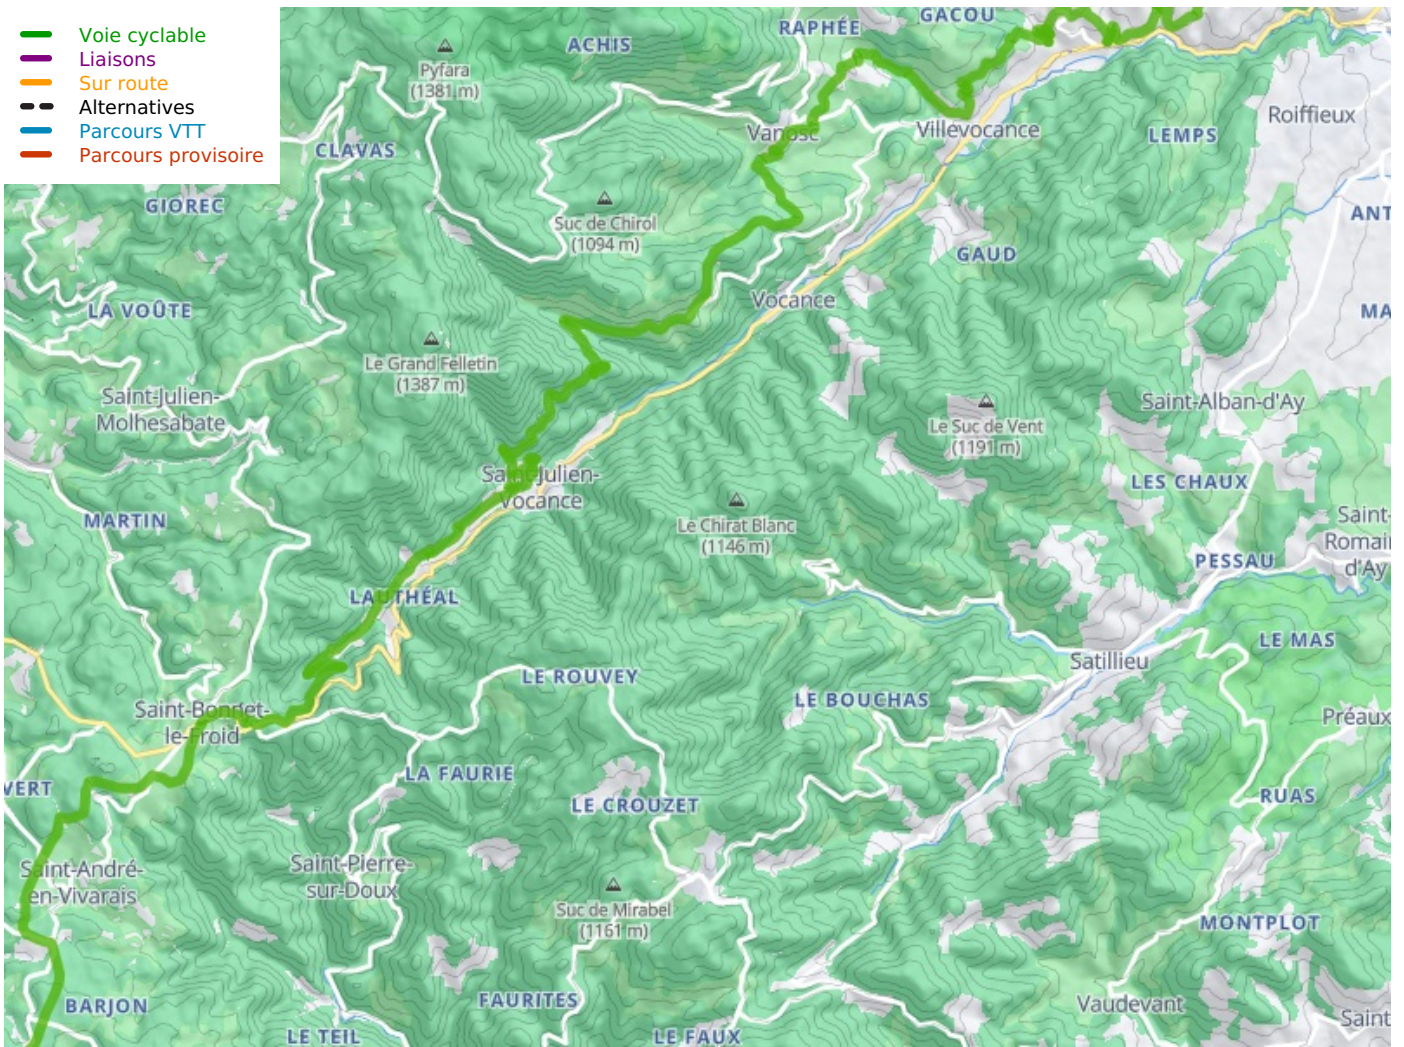 Voie cyclable
Liaisons
Sur route
Alternatives
Parcours VTT
Parcours provisoire
GACOU
RAPHÉE
ACHIS
Pyfara
(1381 m)
Roiffieux
Vanosc
Villevocance
LEMPS
CLAVAS
GIOREC
ANT
Suc de Chirol
(1094 m)
GAUD
Vocance
LA VOÛTE
MA
Le Grand Felletin
(1387 m)
Saint-Julien-
Molhesabate
Saint-Alban-d'Ay
Le Suc de Vent
(1191 m)
Saint-Julien-
Vocance
LES CHAUX
MARTIN
Le Chirat Blanc
(1146 m)
Saint-
Romain
d'Ay
PESSAU
LAUTHÉAL
LE MAS
Satillieu
LE ROUVEY
LE BOUCHAS
Saint-Bonnet-
le-Froid
Préaux
LA FAURIE
VERT
RUAS
LE CROUZET
Saint-André-
en-Vivarais
Saint-Pierre-
sur-Doux
Suc de Mirabel
(1161 m)
MONTPLOT
FAURITES
BARJON
Vaudevant
Saint
LE TEIL
LE FAUX